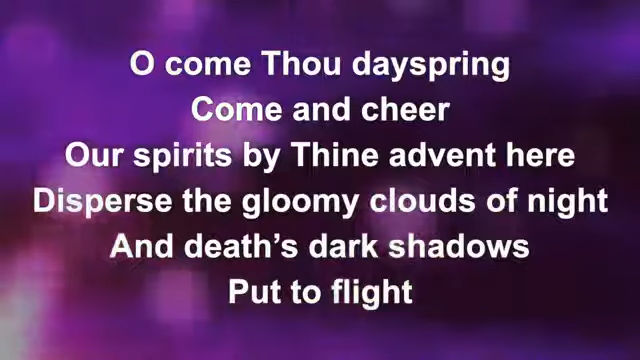 O come Thou dayspring
Come and cheer
Our spirits by Thine advent here
Disperse the gloomy clouds of night
And death’s dark shadows
Put to flight